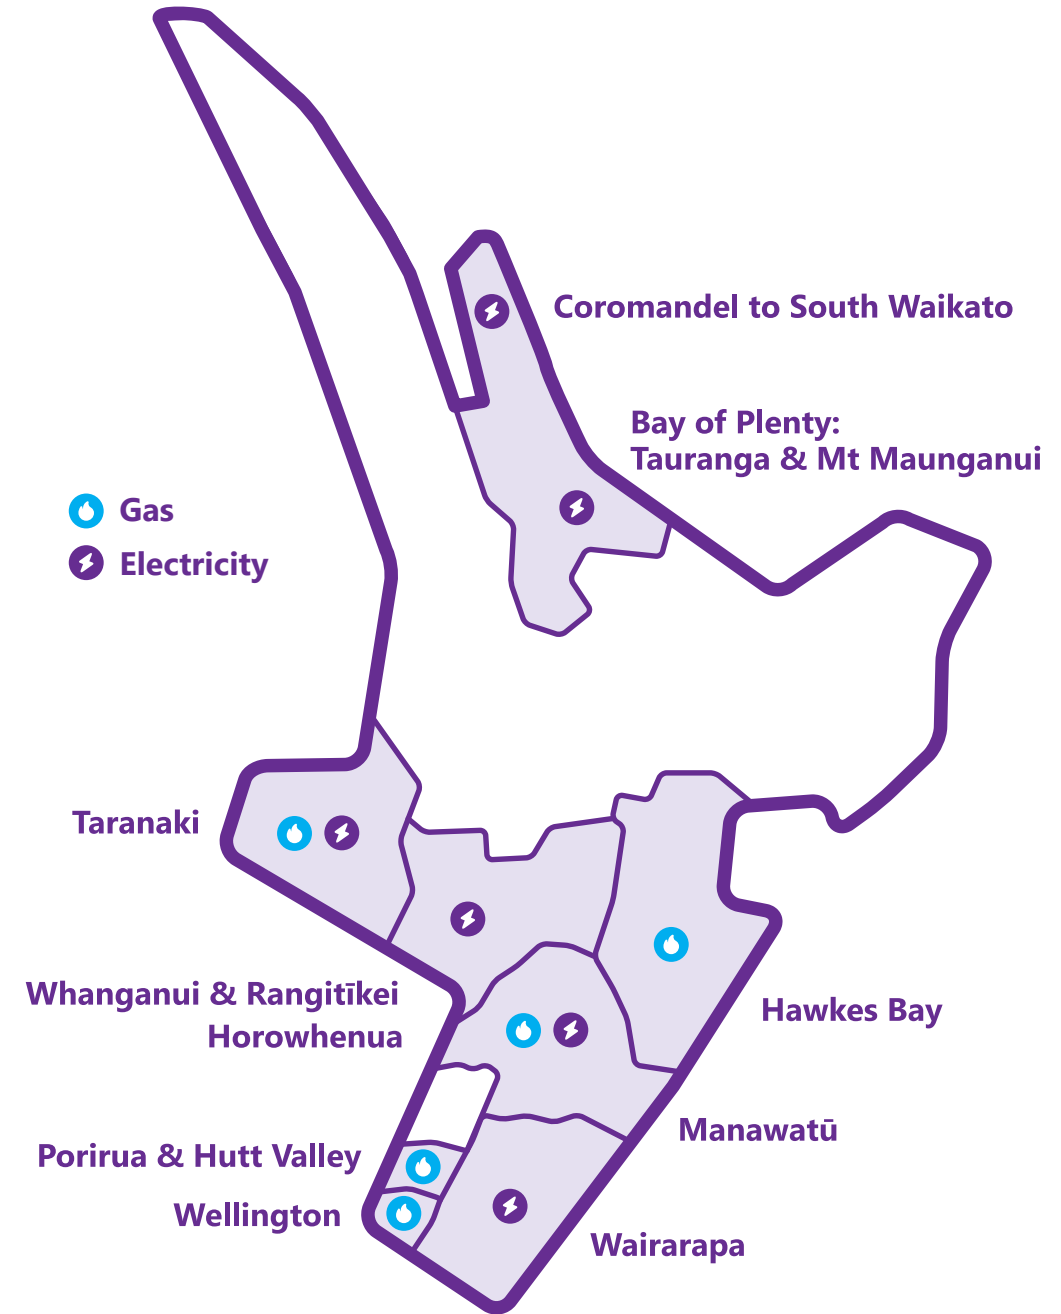 Coromandel to South Waikato
Bay of Plenty:
Tauranga & Mt Maunganui
Gas
Electricity
Taranaki
Whanganui & Rangitīkei
Horowhenua
Hawkes Bay
Manawatū
Porirua & Hutt Valley
Wellington
Wairarapa